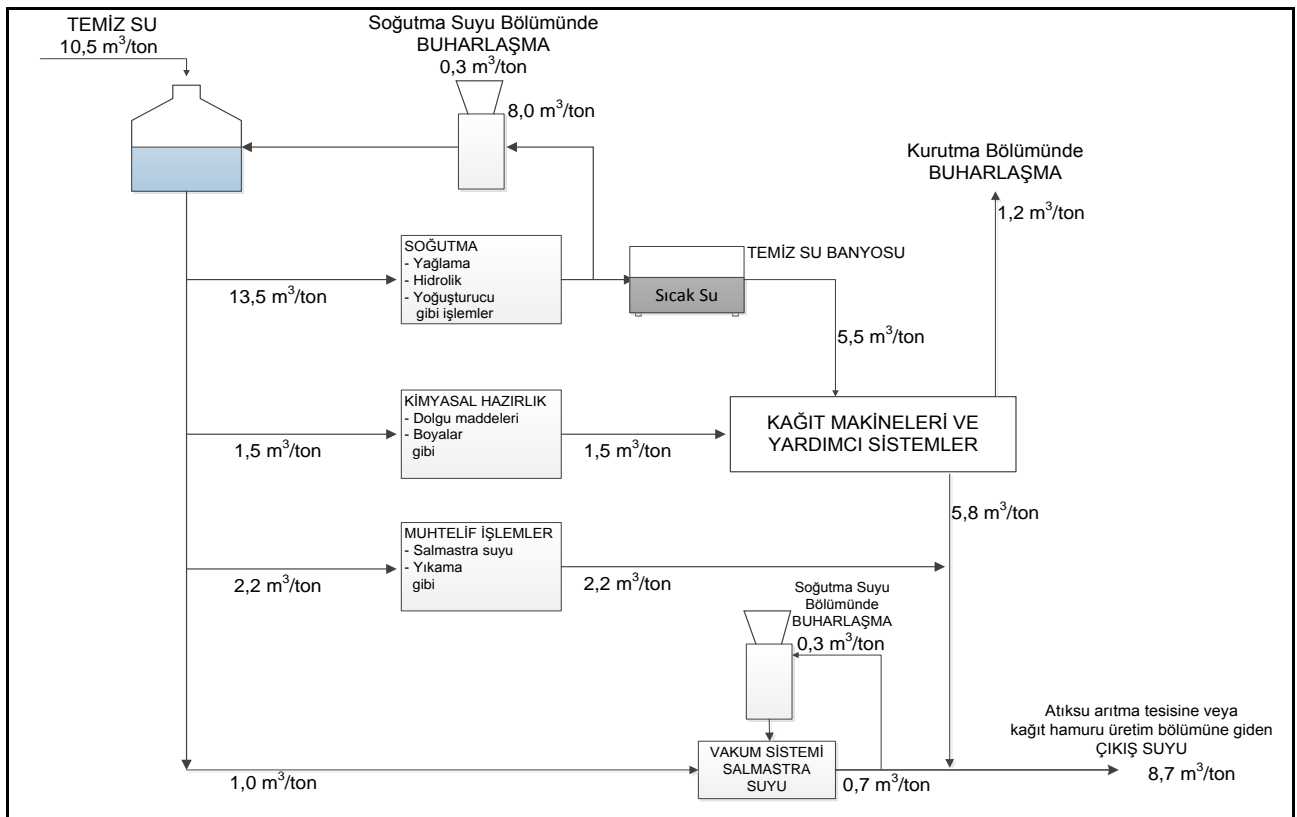 TEMİZ SU
10,5 m³/ton
Soğutma Suyu Bölümünde
BUHARLAŞMA
0,3 m³/ton
8,0 m³/ton
Kurutma Bölümünde
BUHARLAŞMA
1,2 m³/ton
SOĞUTMA
- Yağlama
- Hidrolik
- Yoğuşturucu
gibi işlemler
13,5 m³/ton
TEMİZ SU BANYOSU
Sıcak Su
5,5 m³/ton
KİMYASAL HAZIRLIK
- Dolgu maddeleri
- Boyalar
gibi
1,5 m³/ton
1,5 m³/ton
KAĞIT MAKİNELERİ VE
YARDIMCI SİSTEMLER
5,8 m³/ton
MUHTELİF İŞLEMLER
- Salmastra suyu
- Yıkama
gibi
2,2 m³/ton
2,2 m³/ton
Soğutma Suyu
Bölümünde
BUHARLAŞMA
0,3 m³/ton
VAKUM SİSTEMİ
SALMASTRA
SUYU
1,0 m³/ton
0,7 m³/ton
Atıksu arıtma tesisine veya
kağıt hamuru üretim bölümüne giden
ÇIKIŞ SUYU
8,7 m³/ton